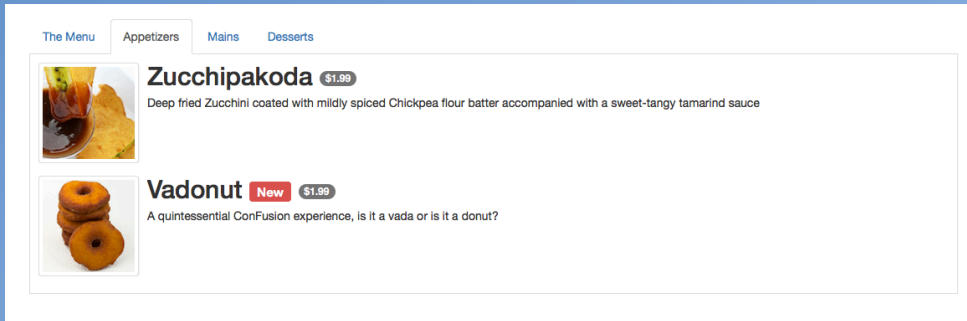 The Menu Appetizers Mains Desserts
Zucchipakoda $1.99
Deep fried Zucchini coated with mildly spiced Chickpea flour batter accompanied with a sweet-tangy tamarind sauce
Vadonut New $1.99
A quintessential ConFusion experience, is it a vada or is it a donut?